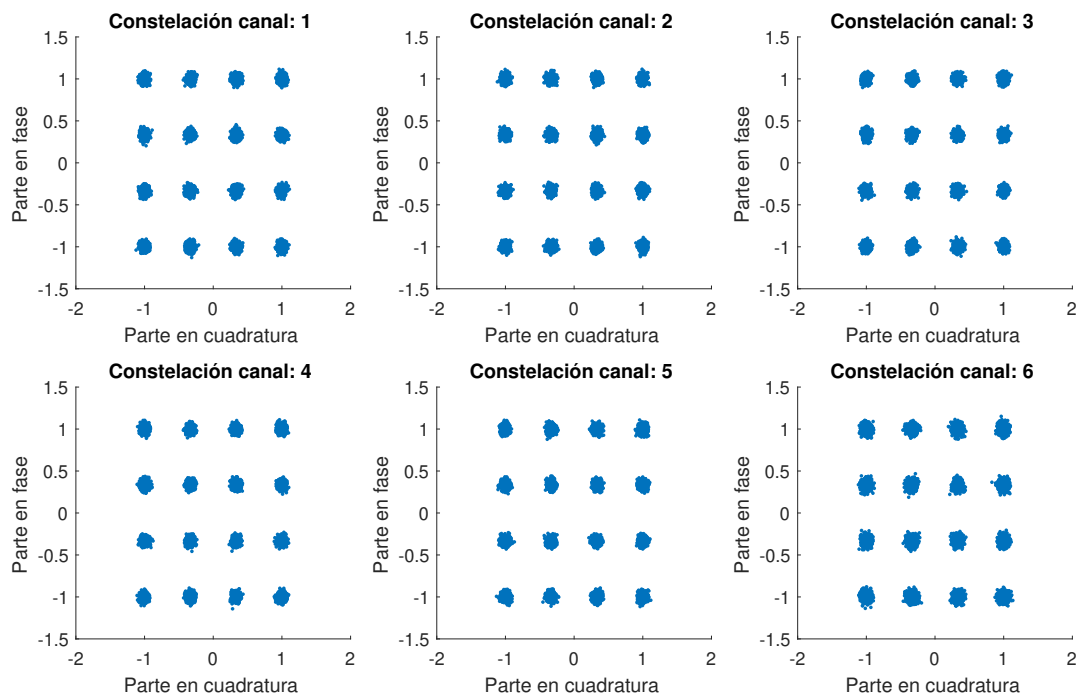 Constelación canal: 1
1.5
1
0.5
0
-0.5
-1
-1.5
Parte en fase
-2 -1 0 1 2
Parte en cuadratura
Constelación canal: 2
1.5
1
0.5
0
-0.5
-1
-1.5
Parte en fase
-2 -1 0 1 2
Parte en cuadratura
Constelación canal: 3
1.5
1
0.5
0
-0.5
-1
-1.5
Parte en fase
-2 -1 0 1 2
Parte en cuadratura
Constelación canal: 4
1.5
1
0.5
0
-0.5
-1
-1.5
Parte en fase
-2 -1 0 1 2
Parte en cuadratura
Constelación canal: 5
1.5
1
0.5
0
-0.5
-1
-1.5
Parte en fase
-2 -1 0 1 2
Parte en cuadratura
Constelación canal: 6
1.5
1
0.5
0
-0.5
-1
-1.5
Parte en fase
-2 -1 0 1 2
Parte en cuadratura